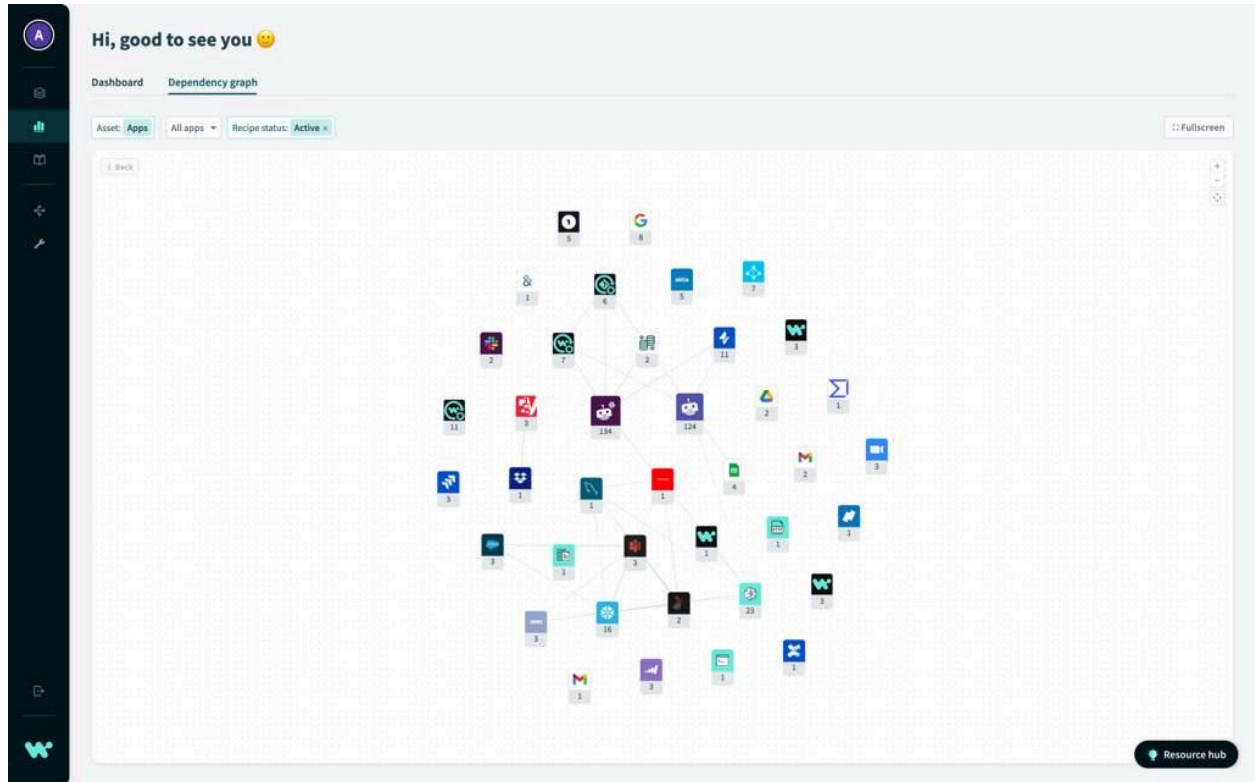 A
Hi, good to see you 🙂
Dashboard Dependency graph
Asset: Apps All apps Recipe status: Active × Fullscreen
< Back
5 8
1 6 5 7
2 7 2 11 3
11 3 134 124 2 1
3 1 1 1 4 2 3
3 1 3 1 1 1
3 16 2 23 3
1 3 1 1
Resource hub